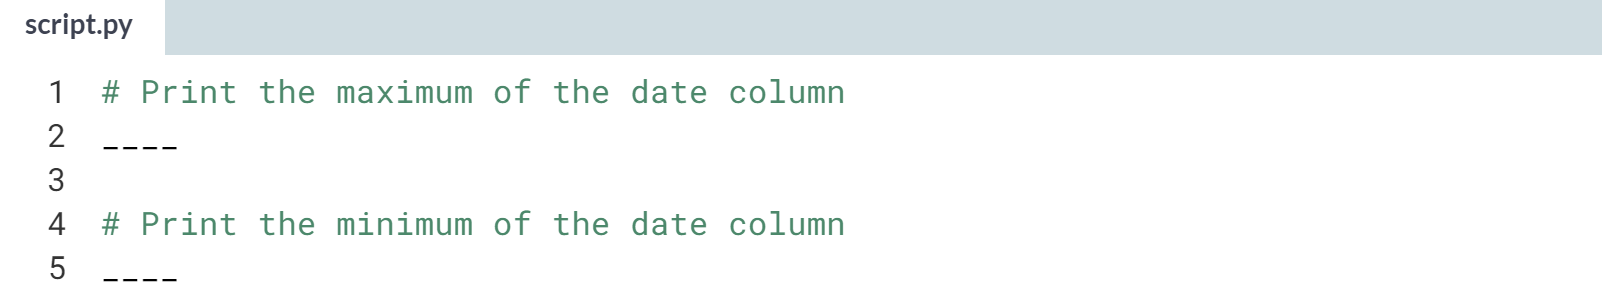 script.py
1 # Print the maximum of the date column
2 ____
3
4 # Print the minimum of the date column
5 ____